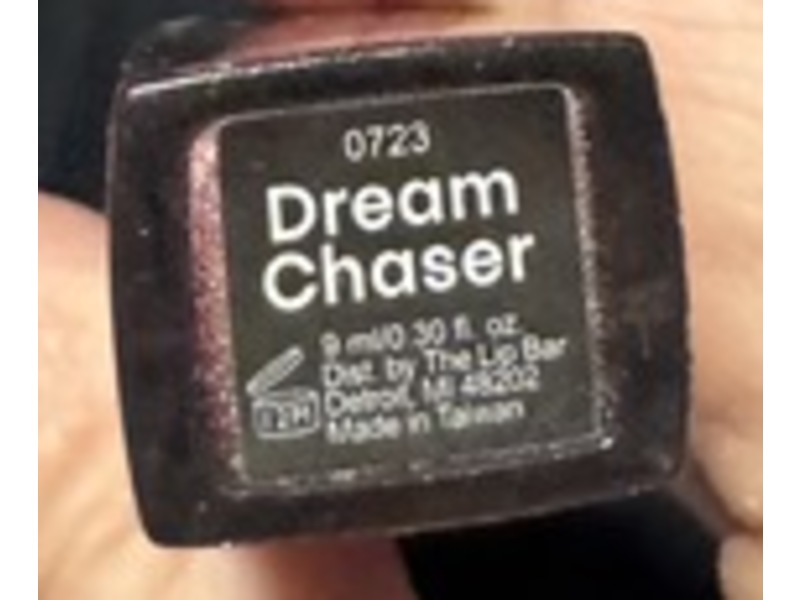 0723
Dream
Chaser
9 ml/0.30 fl. oz.
Dist. by The Lip Bar
Detroit, MI 48202
Made in Taiwan